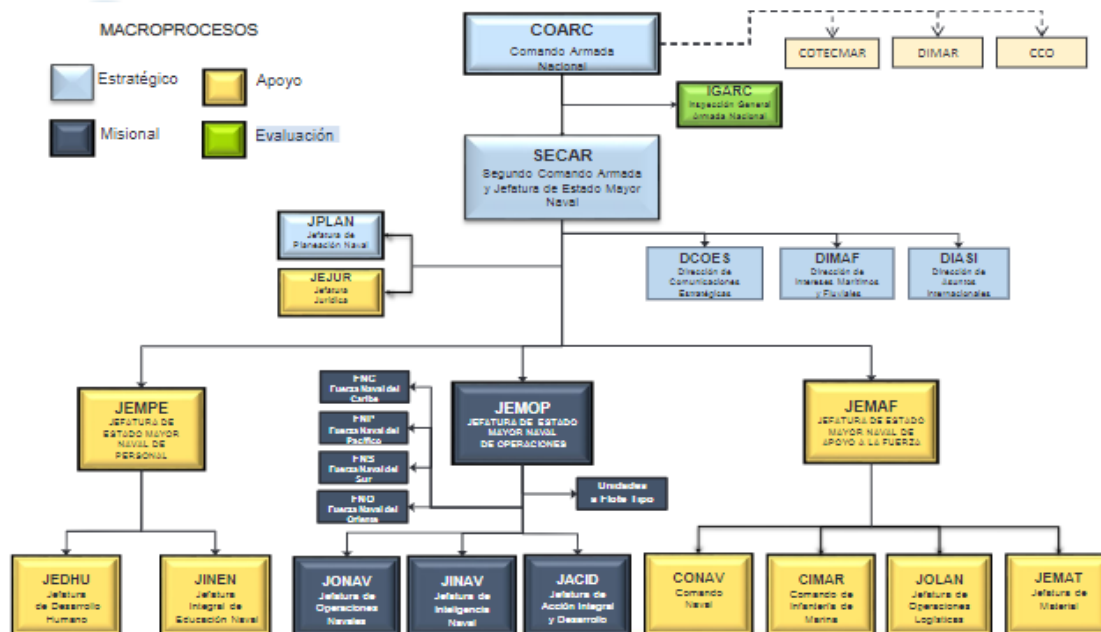 MACROPROCESOS
Estratégico
Apoyo
Misional
Evaluación
COARC
Comando Armada
Nacional
COTECMAR
DIMAR
CCO
IGARC
Inspección General
Armada Nacional
SECAR
Segundo Comando Armada
y Jefatura de Estado Mayor
Naval
JPLAN
Jefatura de
Planeación Naval
JEJUR
Jefatura
Jurídica
DCOES
Dirección de
Comunicaciones
Estratégicas
DIMAF
Dirección de
Intereses Marítimos
y Fluviales
DIASI
Dirección de
Asuntos
Internacionales
JEMPE
JEFATURA DE
ESTADO MAYOR
NAVAL DE
PERSONAL
FNC
Fuerza Naval del
Caribe
FNP
Fuerza Naval del
Pacífico
FNS
Fuerza Naval del
Sur
FNO
Fuerza Naval del
Oriente
JEMOP
JEFATURA DE ESTADO
MAYOR NAVAL
DE OPERACIONES
Unidades
a Flote Tipo
JEMAF
JEFATURA DE ESTADO
MAYOR NAVAL DE
APOYO A LA FUERZA
JEDHU
Jefatura
de Desarrollo
Humano
JINEN
Jefatura
Integral de
Educación Naval
JONAV
Jefatura de
Operaciones
Navales
JINAV
Jefatura de
Inteligencia
Naval
JACID
Jefatura de
Acción Integral
y Desarrollo
CONAV
Comando
Naval
CIMAR
Comando de
Infantería de
Marina
JOLAN
Jefatura de
Operaciones
Logísticas
JEMAT
Jefatura de
Material